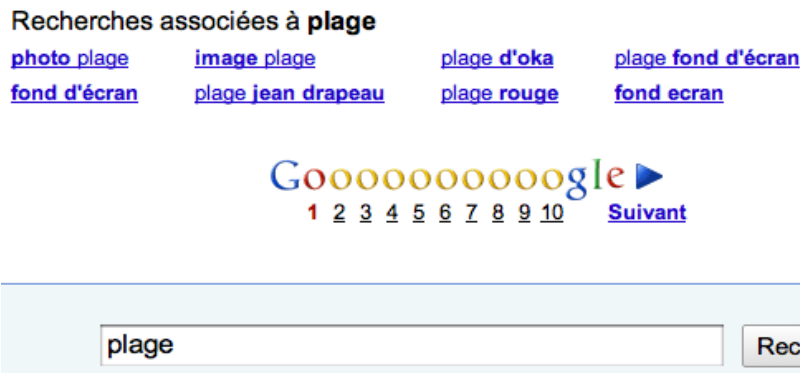 Recherches associées à plage
photo plage image plage plage d'oka plage fond d'écran
fond d'écran plage jean drapeau plage rouge fond ecran
Goooooooooogle
1 2 3 4 5 6 7 8 9 10 Suivant
plage Rec